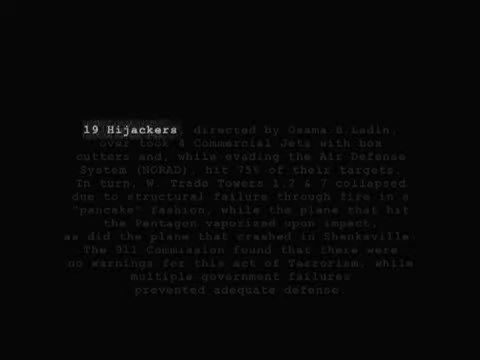 19 Hijackers, directed by Osama B.Ladin,
over took 4 Commercial Jets with box
cutters and, while evading the Air Defense
System (NORAD), hit 75% of their targets.
In turn, W. Trade Towers 1,2 & 7 collapsed
due to structural failure through fire in a
"pancake" fashion, while the plane that hit
the Pentagon vaporized upon impact,
as did the plane that crashed in Shanksville.
The 911 Commission found that there were
no warnings for this act of Terrorism, while
multiple government failures
prevented adequate defense.